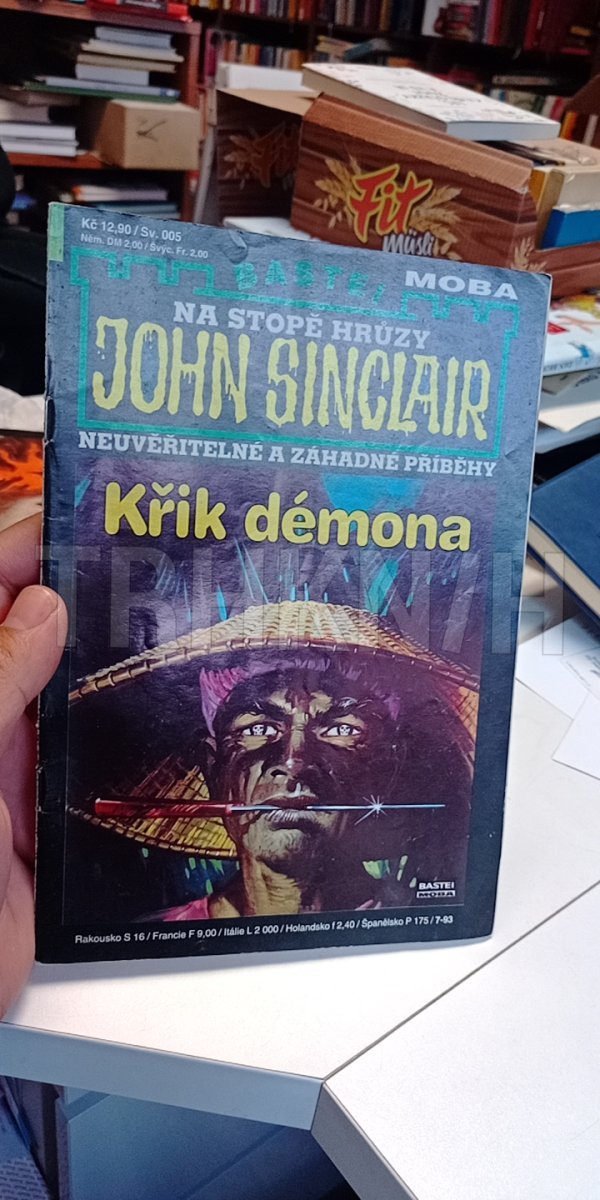 Kč 12,90 / Sv. 005
Něm. DM 2,00 / Švýc. Fr. 2.00
BASTEI MOBA
NA STOPĚ HRŮZY
JOHN SINCLAIR
NEUVĚŘITELNÉ A ZÁHADNÉ PŘÍBĚHY
Křik démona
BASTEI
MOBA
Rakousko S 16 / Francie F 9,00 / Itálie L 2 000 / Holandsko f 2,40 / Španělsko P 175 / 7-93
Fit
müsli